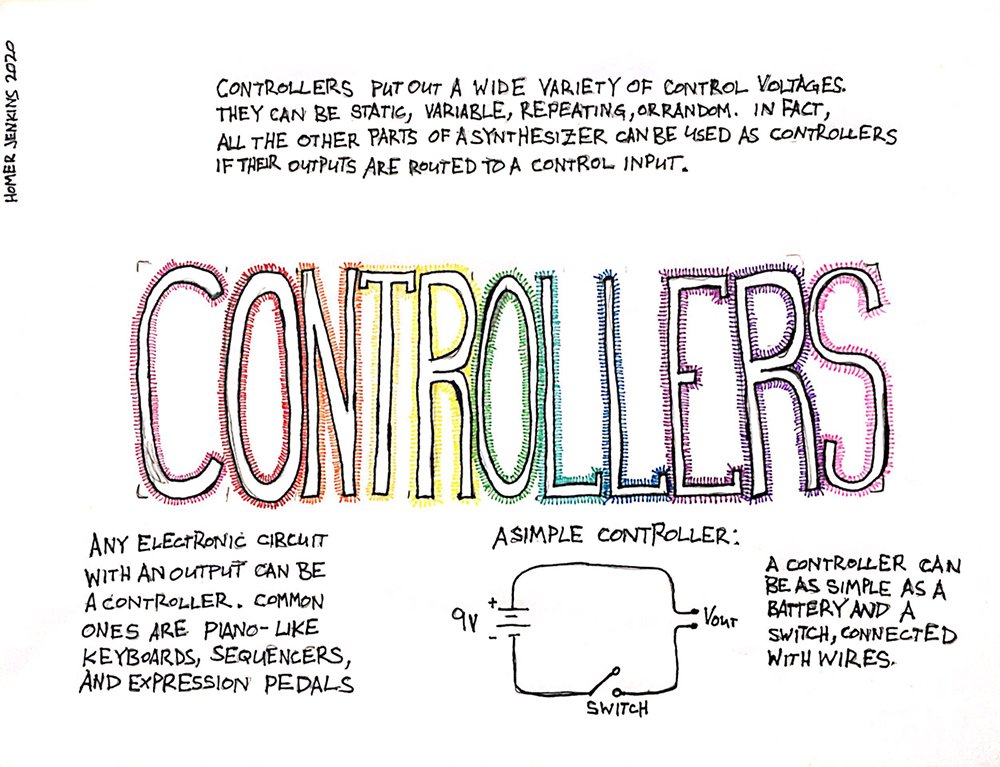 HOMER JENKINS 2020
CONTROLLERS PUT OUT A WIDE VARIETY OF CONTROL VOLTAGES.
THEY CAN BE STATIC, VARIABLE, REPEATING, OR RANDOM. IN FACT,
ALL THE OTHER PARTS OF A SYNTHESIZER CAN BE USED AS CONTROLLERS
IF THEIR OUTPUTS ARE ROUTED TO A CONTROL INPUT.
CONTROLLERS
ANY ELECTRONIC CIRCUIT
WITH AN OUTPUT CAN BE
A CONTROLLER. COMMON
ONES ARE PIANO-LIKE
KEYBOARDS, SEQUENCERS,
AND EXPRESSION PEDALS
A SIMPLE CONTROLLER:
+
9V
-
Vout
SWITCH
A CONTROLLER CAN
BE AS SIMPLE AS A
BATTERY AND A
SWITCH, CONNECTED
WITH WIRES.